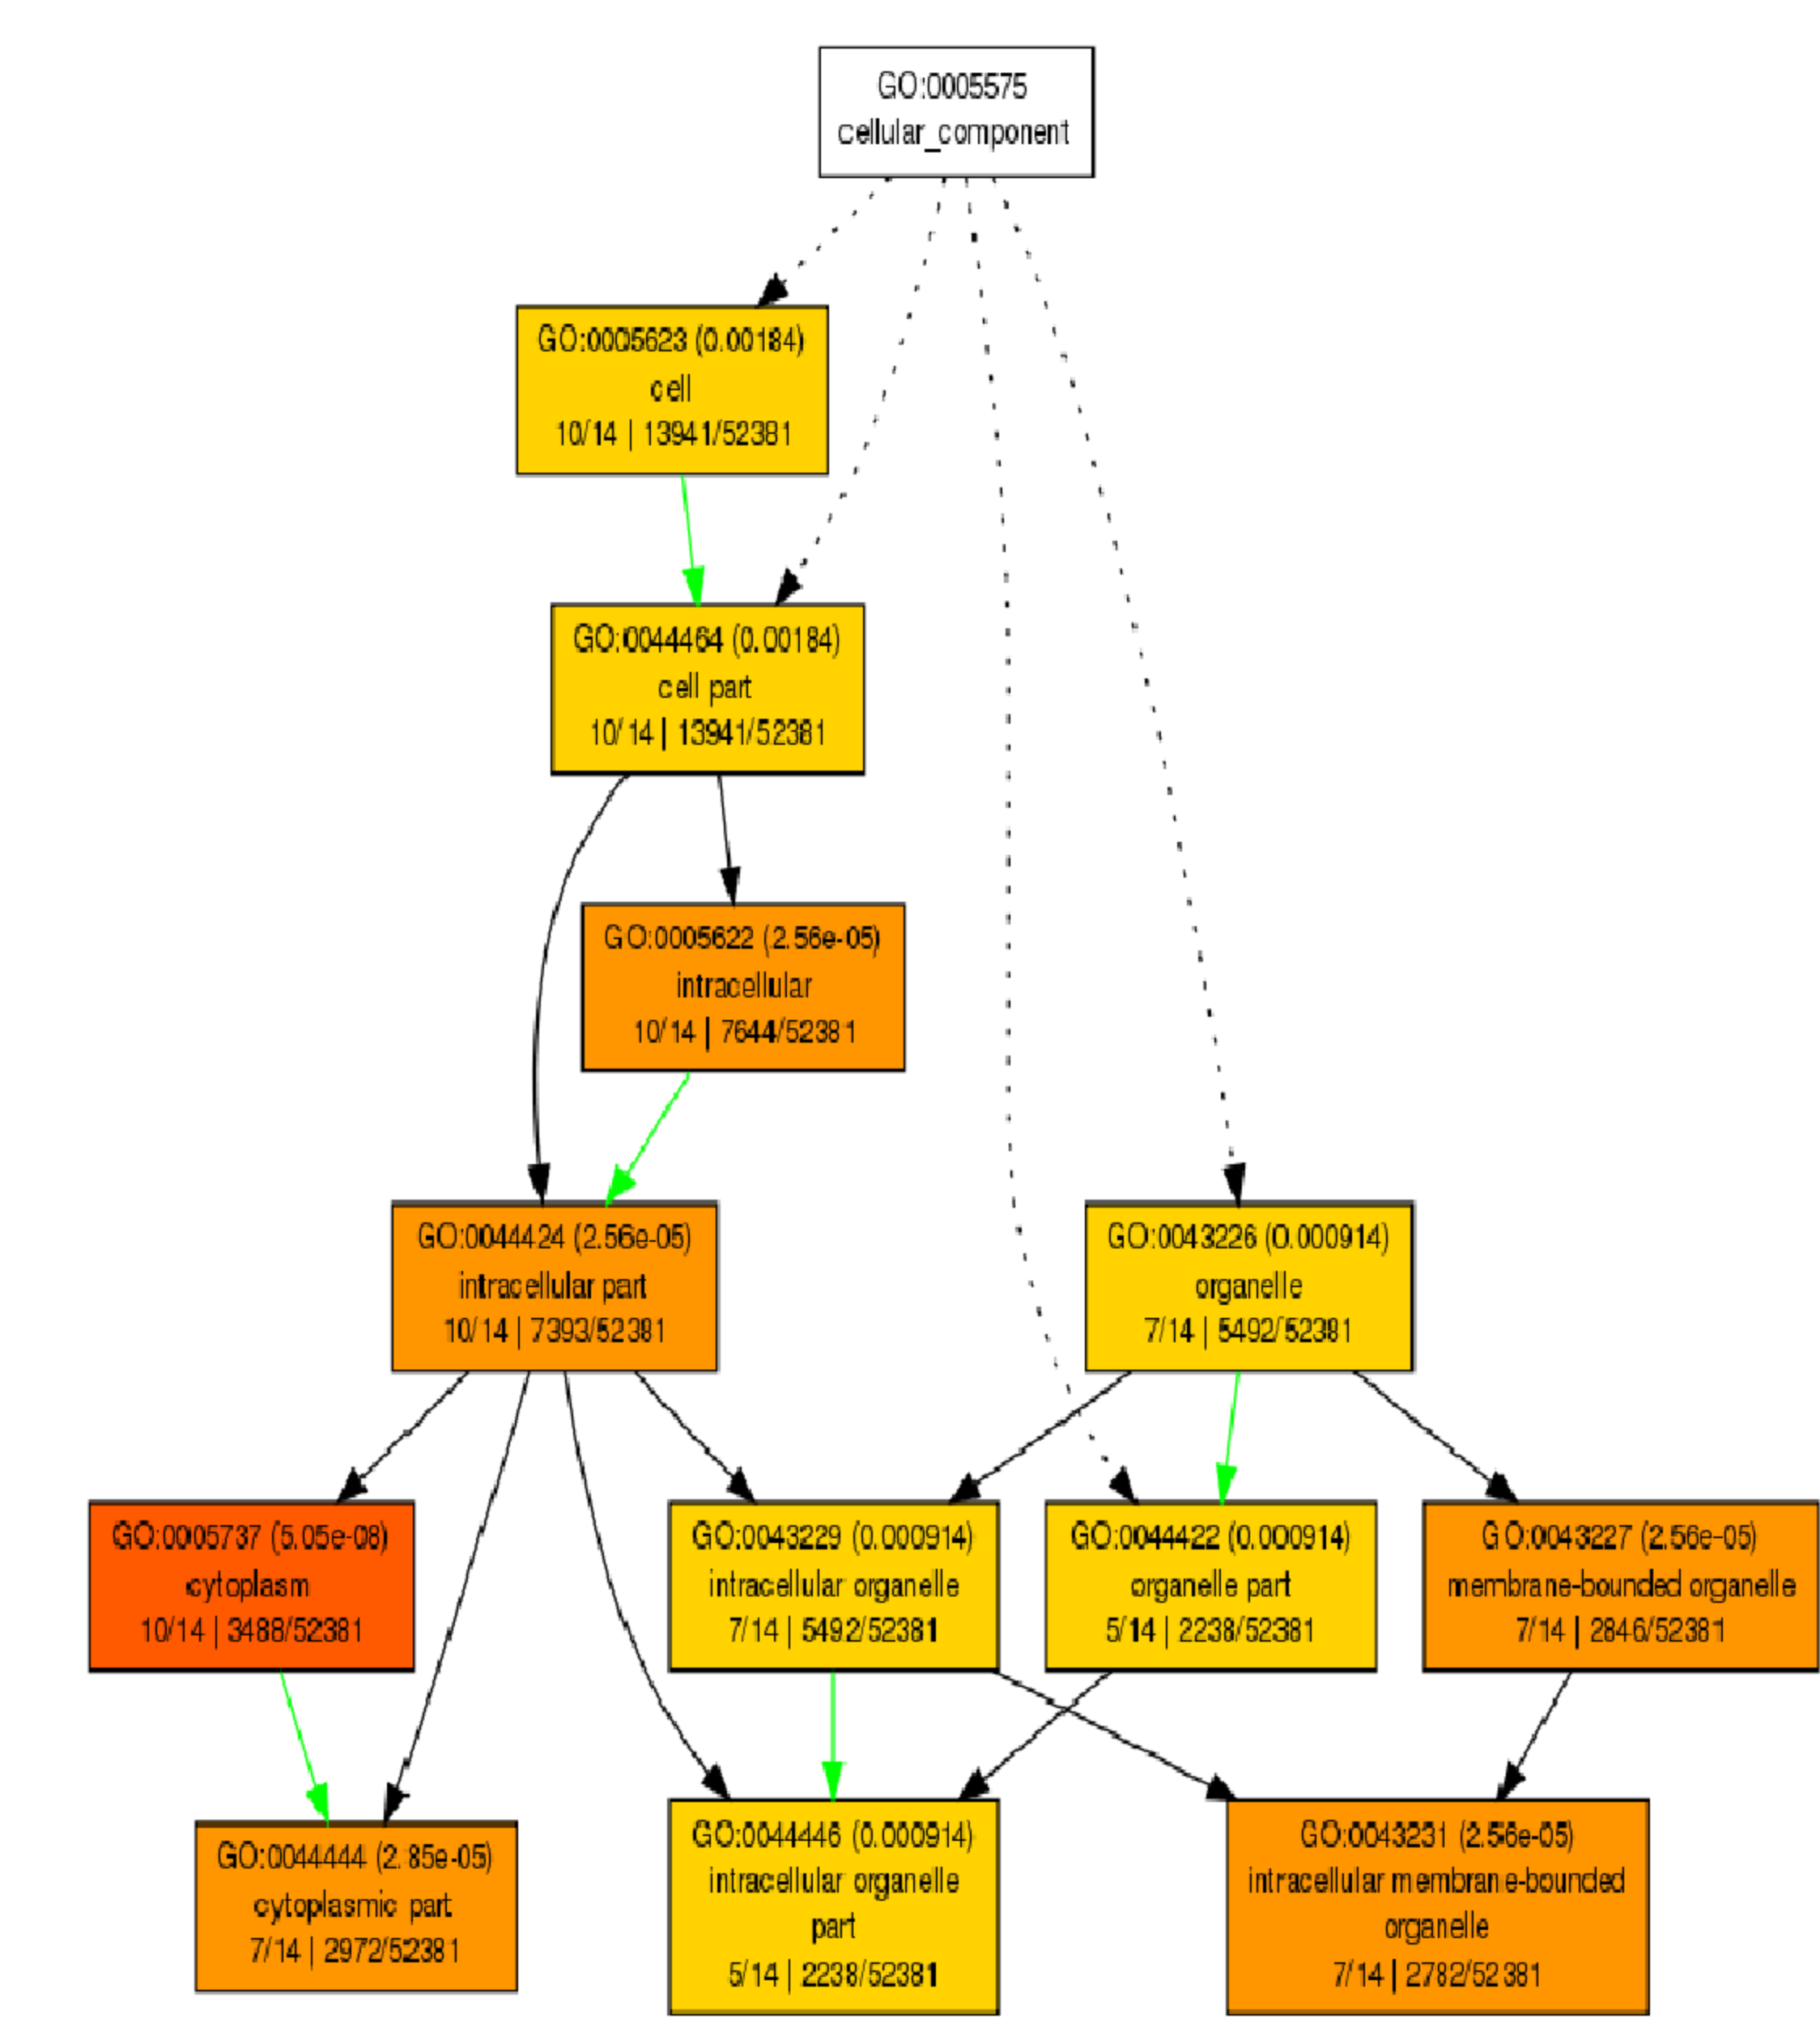 GO:0005575
cellular_component
GO:0005623 (0.00184)
cell
10/14 | 13941/52381
GO:0044464 (0.00184)
cell part
10/14 | 13941/52381
GO:0005622 (2.56e-05)
intracellular
10/14 | 7644/52381
GO:0044424 (2.56e-05)
intracellular part
10/14 | 7393/52381
GO:0043226 (0.000914)
organelle
7/14 | 5492/52381
GO:0005737 (5.05e-08)
cytoplasm
10/14 | 3488/52381
GO:0043229 (0.000914)
intracellular organelle
7/14 | 5492/52381
GO:0044422 (0.000914)
organelle part
5/14 | 2238/52381
GO:0043227 (2.56e-05)
membrane-bounded organelle
7/14 | 2846/52381
GO:0044444 (2.85e-05)
cytoplasmic part
7/14 | 2972/52381
GO:0044446 (0.000914)
intracellular organelle
part
5/14 | 2238/52381
GO:0043231 (2.56e-05)
intracellular membrane-bounded
organelle
7/14 | 2782/52381